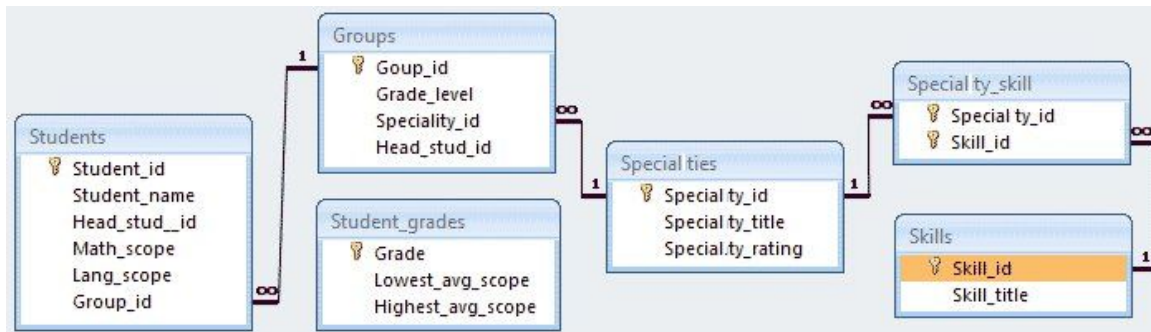 Students
Student_id
Student_name
Head_stud__id
Math_scope
Lang_scope
Group_id
∞
1
Groups
Goup_id
Grade_level
Speciality_id
Head_stud_id
∞
Student_grades
Grade
Lowest_avg_scope
Highest_avg_scope
1
Special ties
Special ty_id
Special ty_title
Special.ty_rating
1
∞
Special ty_skill
Special ty_id
Skill_id
∞
Skills
Skill_id
Skill_title
1